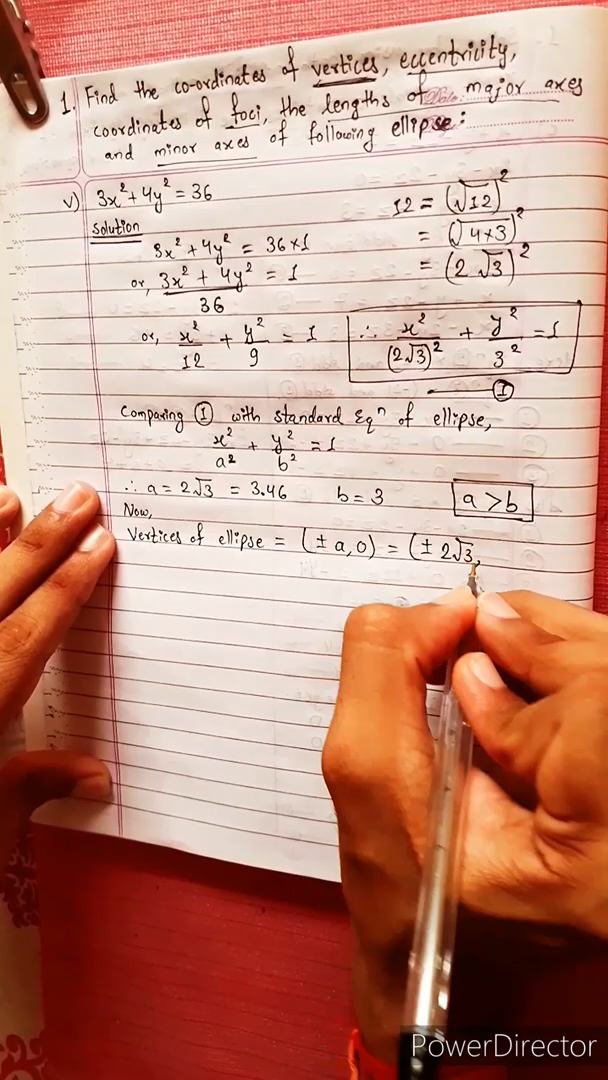 1. Find the co-ordinates of vertices, eccentricity,
coordinates of foci, the lengths of major axes
and minor axes of following ellipse:
v) 3x² + 4y² = 36
Solution
3x² + 4y² = 36×1
or, 3x² + 4y² / 36 = 1
or, x²/12 + y²/9 = 1
12 = (√12)²
= (√4×3)²
= (2√3)²
∴ x²/(2√3)² + y²/3² = 1
I
Comparing I with standard Eqⁿ of ellipse,
x²/a² + y²/b² = 1
∴ a = 2√3 = 3.46 b = 3 a > b
Now,
Vertices of ellipse = (± a, 0) = (± 2√3,
PowerDirector